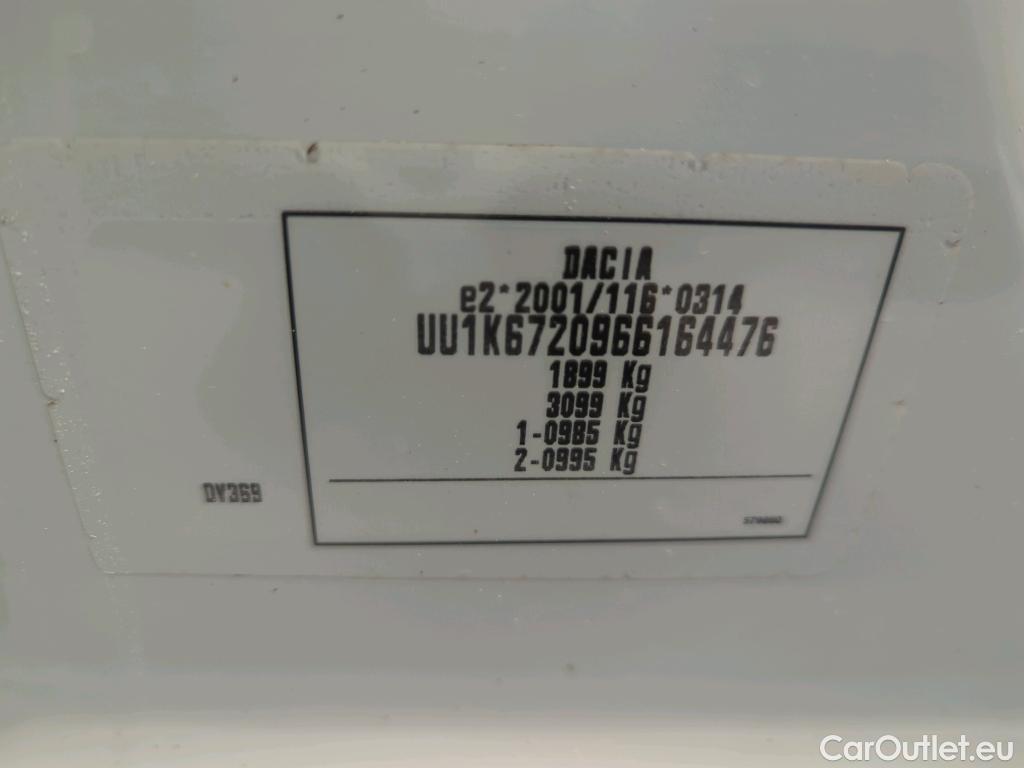 DACIA
e2*2001/116*0314
UU1K6720966164476
1899 Kg
3099 Kg
1-0985 Kg
2-0995 Kg
DV369
CarOutlet.eu